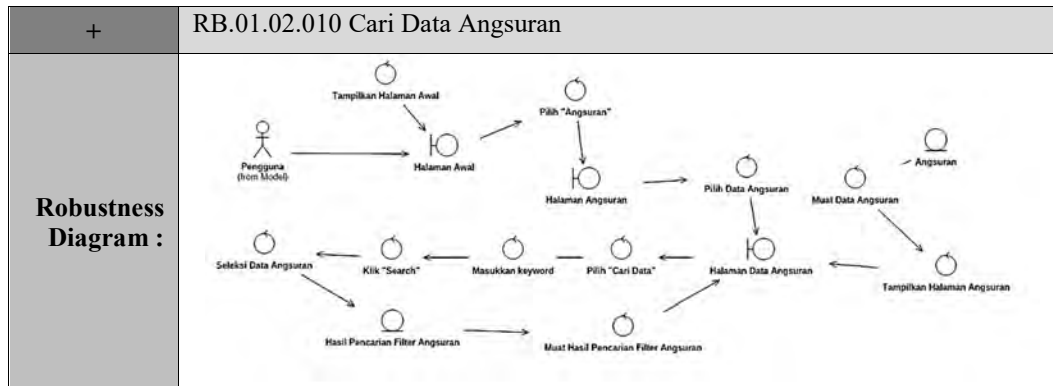 +
RB.01.02.010 Cari Data Angsuran
Robustness
Diagram :
Tampilkan Halaman Awal
Pengguna
(from Model)
Halaman Awal
Pilih "Angsuran"
Halaman Angsuran
Pilih Data Angsuran
Angsuran
Muat Data Angsuran
Tampilkan Halaman Angsuran
Halaman Data Angsuran
Pilih "Cari Data"
Masukkan keyword
Klik "Search"
Seleksi Data Angsuran
Hasil Pencarian Filter Angsuran
Muat Hasil Pencarian Filter Angsuran